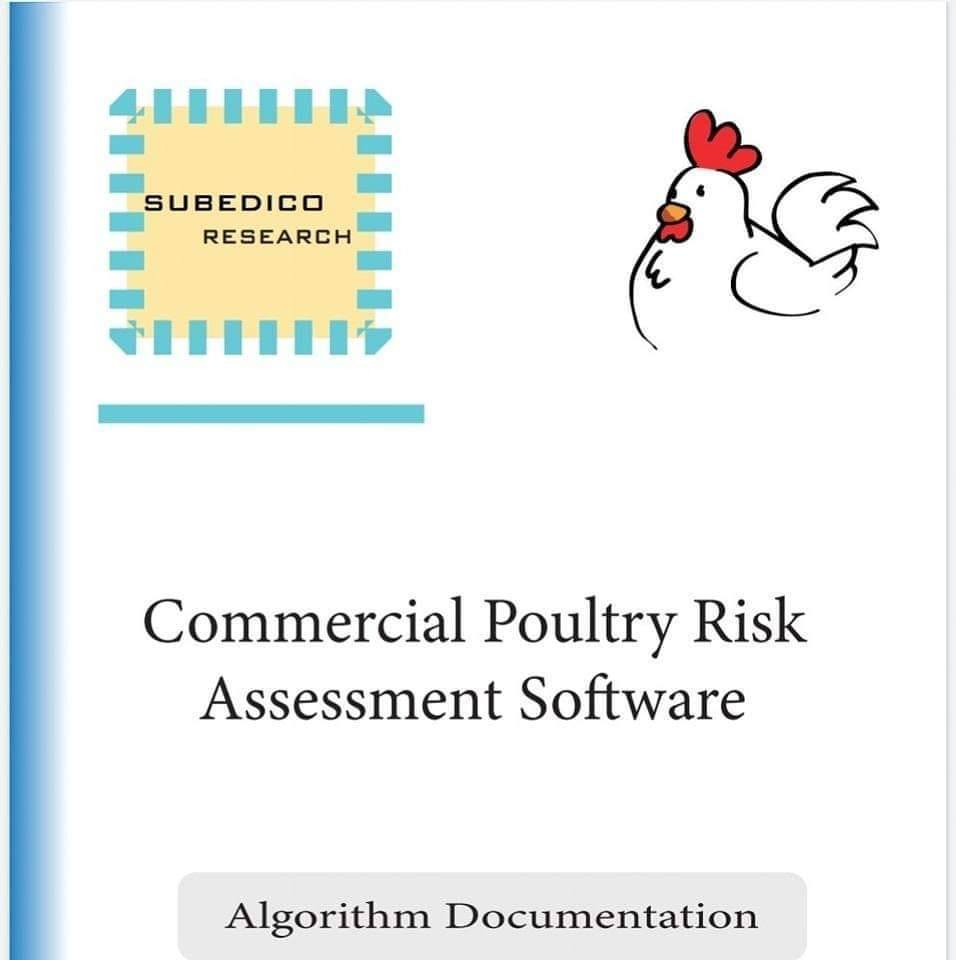 SUBEDICO
RESEARCH
Commercial Poultry Risk
Assessment Software
Algorithm Documentation